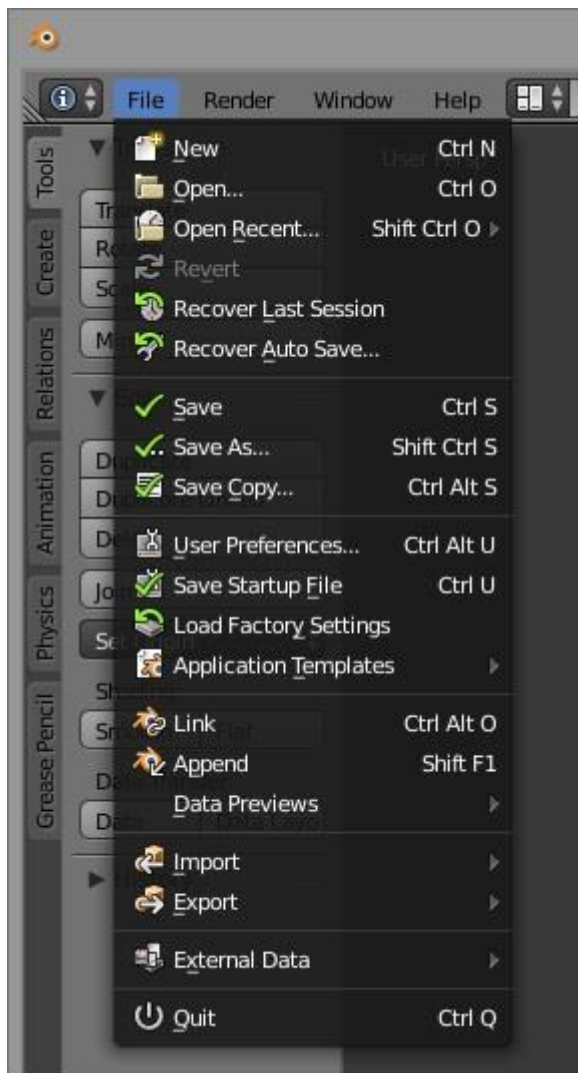 File Render Window Help
Tools
Create
Relations
Animation
Physics
Grease Pencil
New Ctrl N
Open... Ctrl O
Open Recent... Shift Ctrl O
Revert
Recover Last Session
Recover Auto Save...
Save Ctrl S
Save As... Shift Ctrl S
Save Copy... Ctrl Alt S
User Preferences... Ctrl Alt U
Save Startup File Ctrl U
Load Factory Settings
Application Templates
Link Ctrl Alt O
Append Shift F1
Data Previews
Import
Export
External Data
Quit Ctrl Q